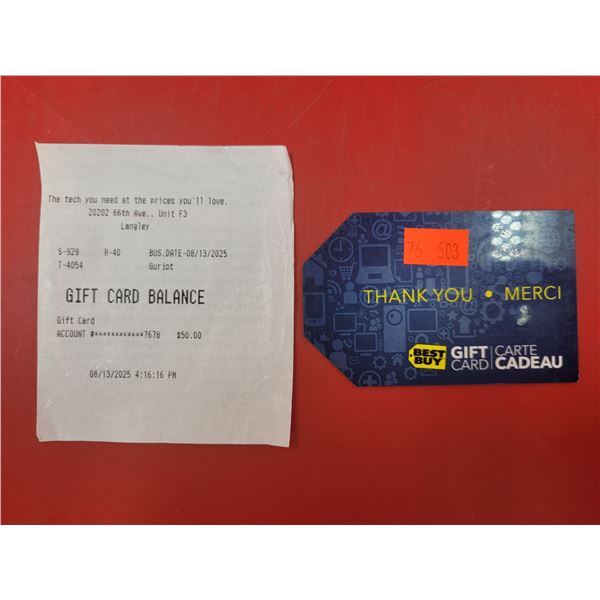 The tech you need at the prices you'll love.
20202 66th Ave.. Unit F3
Langley
S-929 R-40 BUS.DATE-08/13/2025
T-4054 Gurjot
GIFT CARD BALANCE
Gift Card
ACCOUNT #************7678 $50.00
08/13/2025 4:16:16 PM
76 503
THANK YOU • MERCI
BEST BUY
GIFT CARD
CARTE CADEAU